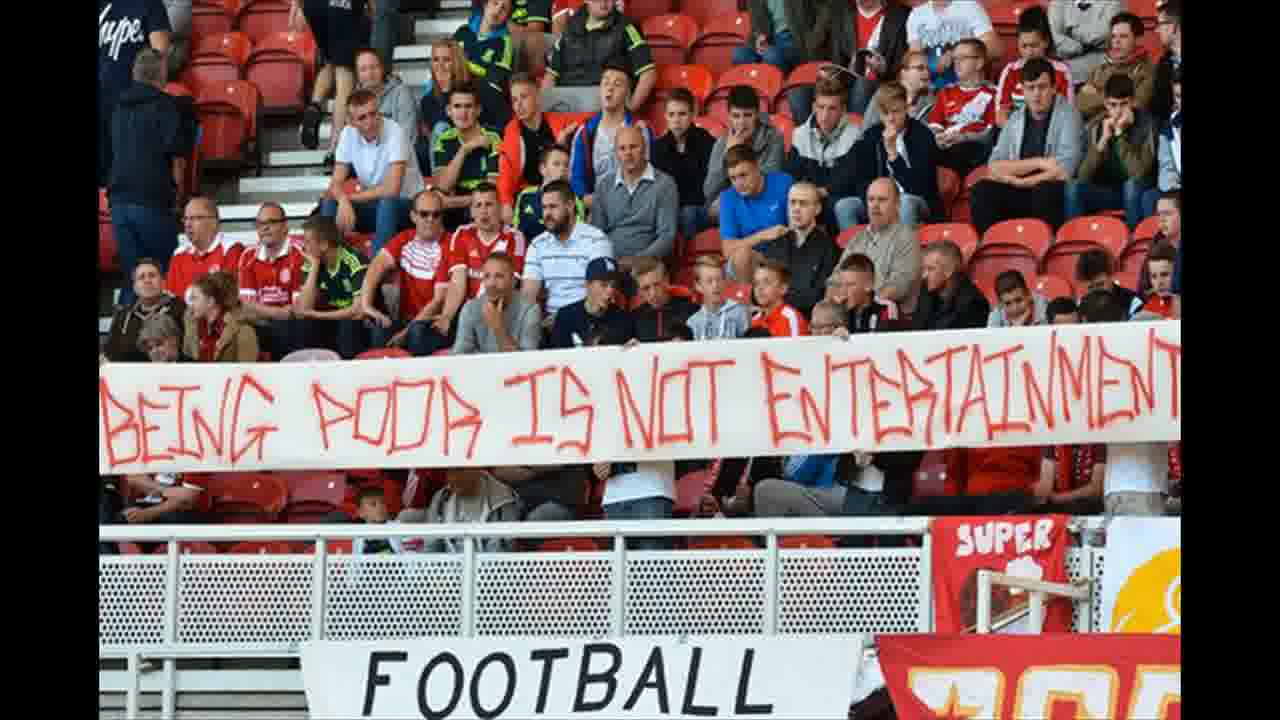 Hype.
BEING POOR IS NOT ENTERTAINMENT
SUPER
FOOTBALL